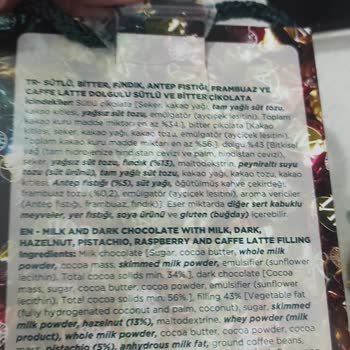 TR- SÜTLÜ, BİTTER, FINDIK, ANTEP FISTIĞI, FRAMBUAZ VE
CAFFE LATTE DOLGULU SÜTLÜ VE BİTTER ÇİKOLATA
İçindekiler: Sütlü çikolata [Şeker, kakao yağı, tam yağlı süt tozu,
kakao kitlesi, yağsız süt tozu, emülgatör (ayçiçek lesitini). Toplam
kakao kuru madde miktarı en az %34.], bitter çikolata [Kakao
kitlesi, şeker, kakao yağı, kakao tozu, emülgatör (ayçiçek lesitini),
Toplam kakao kuru madde miktarı en az %56.], dolgu %43 [Bitkisel
yağ (Tam hidrojenize hindistan cevizi ve palm, hindistan cevizi),
şeker, yağsız süt tozu, fındık (%13), maltodekstrin, peyniraltı suyu
tozu (süt ürünü), tam yağlı süt tozu, kakao yağı, kakao tozu, kakao
kitlesi, Antep fıstığı (%5), süt yağı, öğütülmüş kahve çekirdeği,
frambuaz tozu (%0,2), emülgatör (ayçiçek lesitini), aroma vericiler
(Antep fıstığı, frambuaz, fındık)]. Eser miktarda diğer sert kabuklu
meyveler, yer fıstığı, soya ürünü ve gluten (buğday) içerebilir.
EN - MILK AND DARK CHOCOLATE WITH MILK, DARK,
HAZELNUT, PISTACHIO, RASPBERRY AND CAFFE LATTE FILLING
Ingredients: Milk chocolate [Sugar, cocoa butter, whole milk
powder, cocoa mass, skimmed milk powder, emulsifier (sunflower
lecithin). Total cocoa solids min. 34%.], dark chocolate [Cocoa
mass, sugar, cocoa butter, cocoa powder, emulsifier (sunflower
lecithin). Total cocoa solids min. 56%.], filling 43% [Vegetable fat
(fully hydrogenated coconut and palm, coconut), sugar, skimmed
milk powder, hazelnut (13%), maltodextrine, whey powder (milk
product), whole milk powder, cocoa butter, cocoa powder, cocoa
mass, pistachio (5%), anhydrous milk fat, ground coffee beans,